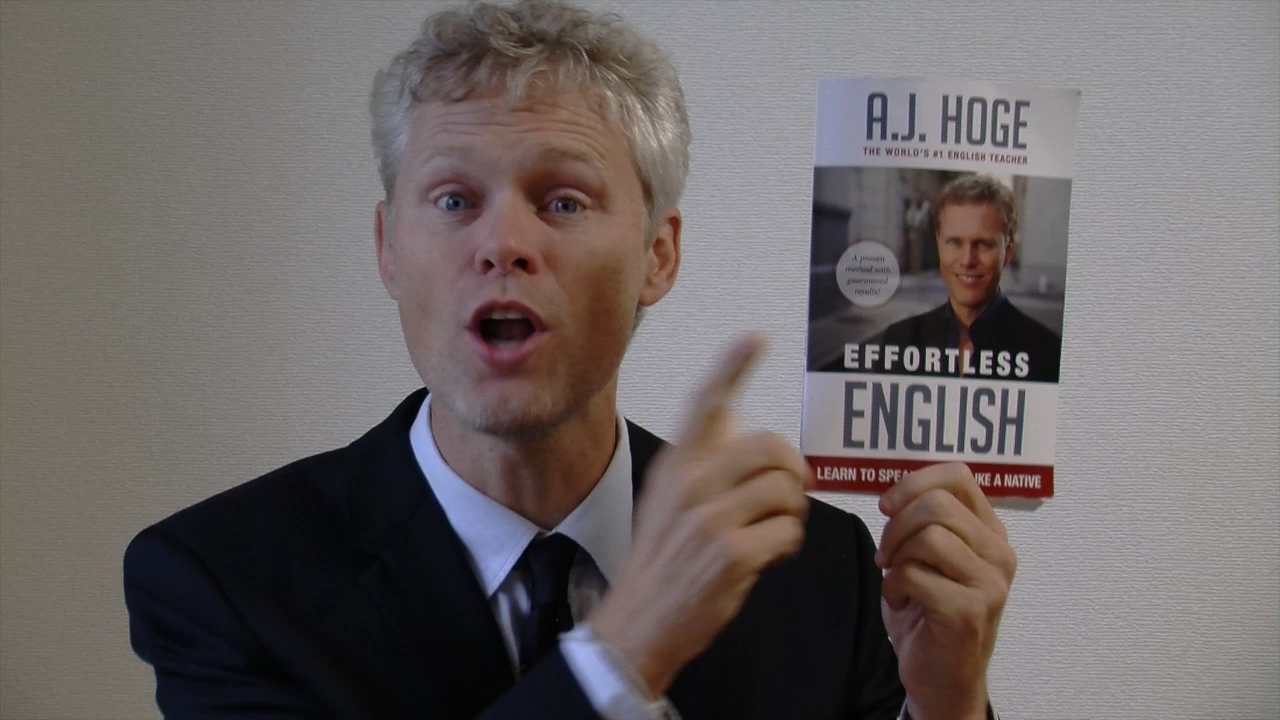 A.J. HOGE
THE WORLD'S #1 ENGLISH TEACHER
A proven
method with
guaranteed
results!
EFFORTLESS
ENGLISH
LEARN TO SPEA KE A NATIVE